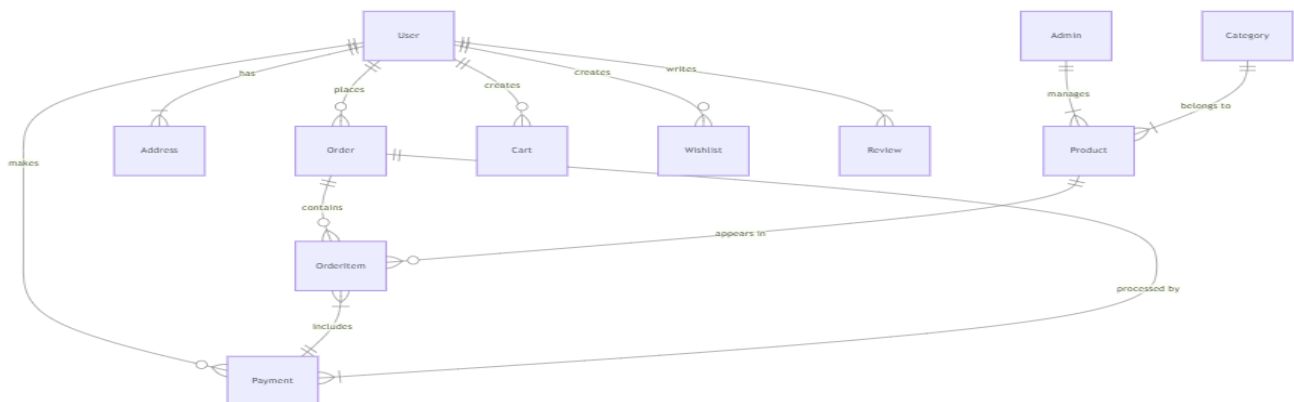 User
Admin
Category
has
places
creates
creates
writes
manages
belongs to
makes
Address
Order
Cart
Wishlist
Review
Product
contains
appears in
OrderItem
processed by
includes
Payment